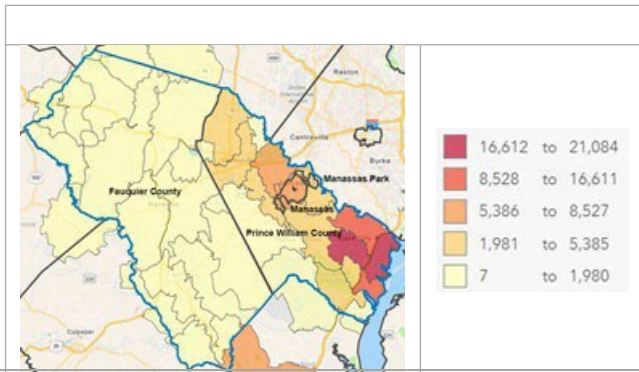 Reston
Centreville
Burke
Manassas Park
Fauquier County
Manassas
Prince William County
Culpeper
16,612 to 21,084
8,528 to 16,611
5,386 to 8,527
1,981 to 5,385
7 to 1,980